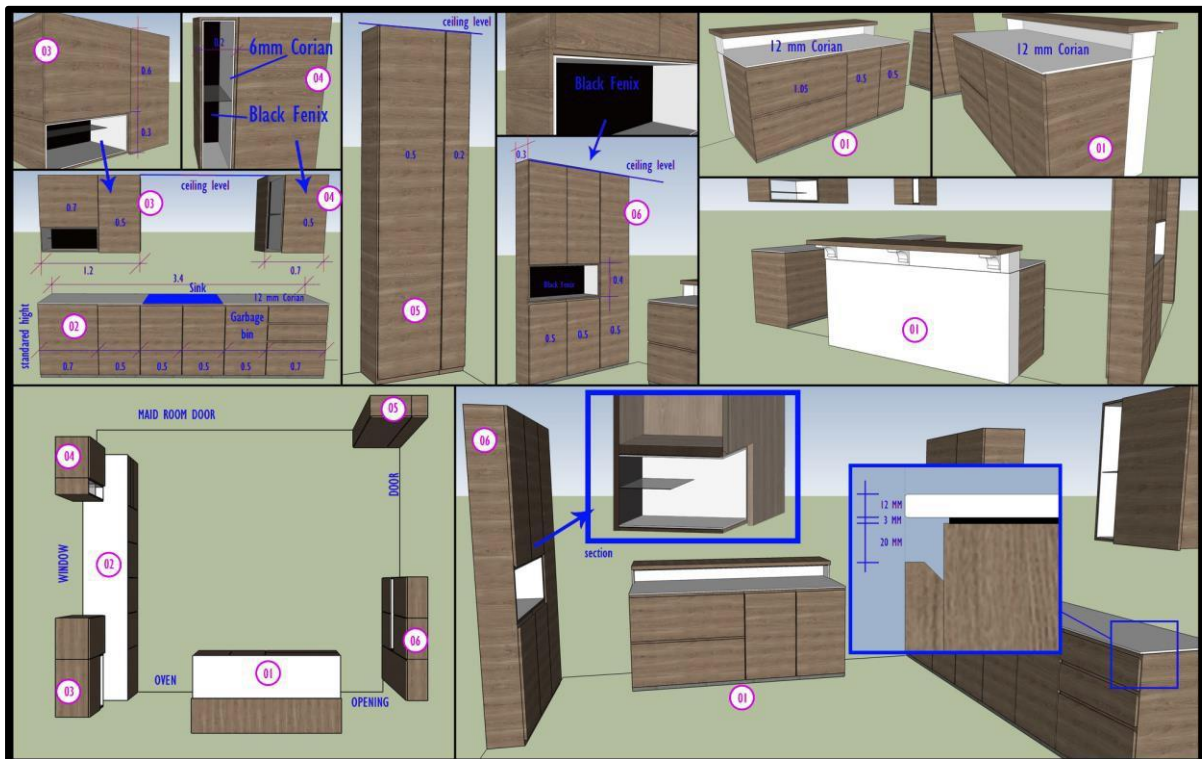 03
0.6
0.3
0.2
6mm Corian
04
Black Fenix
ceiling level
0.5
0.2
05
Black Fenix
12 mm Corian
1.05
0.5
0.5
01
12 mm Corian
01
ceiling level
0.7
0.5
03
04
0.5
1.2
0.7
3.4
Sink
12 mm Corian
02
Garbage
bin
standared high
0.7
0.5
0.5
0.5
0.5
0.7
0.3
ceiling level
06
Black Fenix
0.4
0.5
0.5
0.5
01
MAID ROOM DOOR
05
04
DOOR
WINDOW
02
06
03
OVEN
01
OPENING
06
section
12 MM
3 MM
20 MM
01